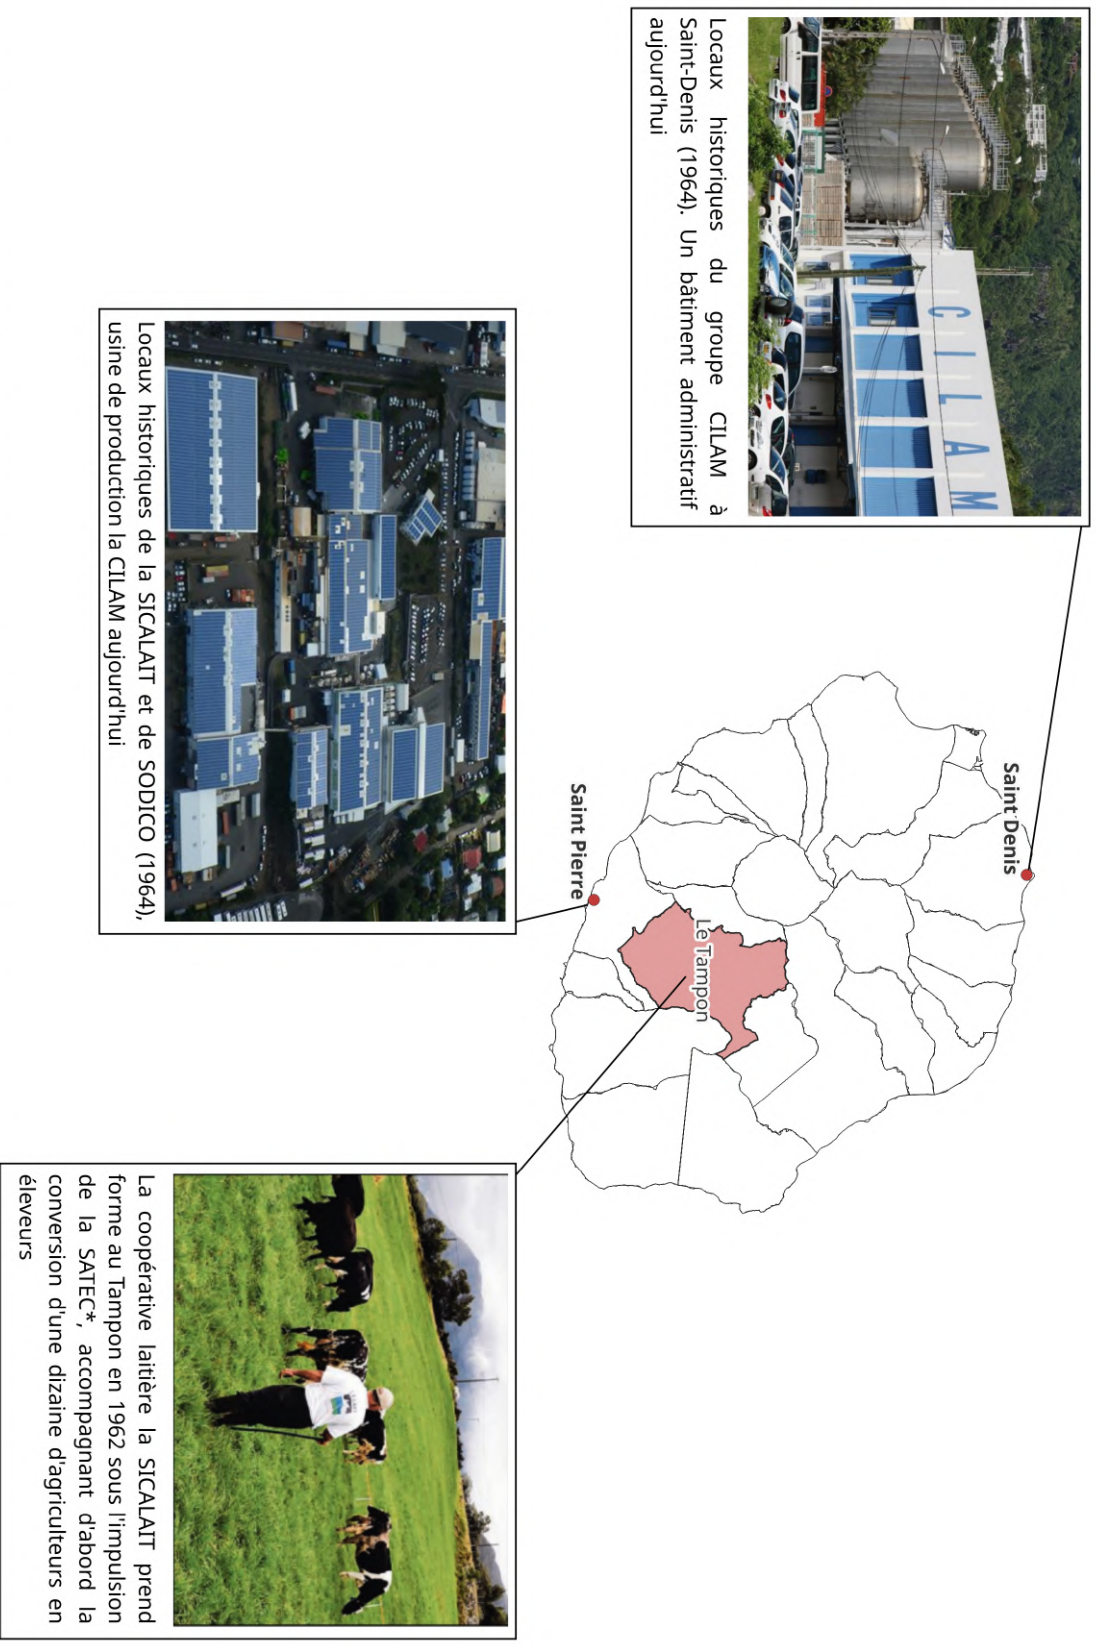 CILAM
Locaux historiques du groupe CILAM à
Saint-Denis (1964). Un bâtiment administratif
aujourd'hui
Saint Denis
Le Tampon
Saint Pierre
Locaux historiques de la SICALAIT et de SODICO (1964),
usine de production la CILAM aujourd'hui
La coopérative laitière la SICALAIT prend
forme au Tampon en 1962 sous l'impulsion
de la SATEC*, accompagnant d'abord la
conversion d'une dizaine d'agriculteurs en
éleveurs